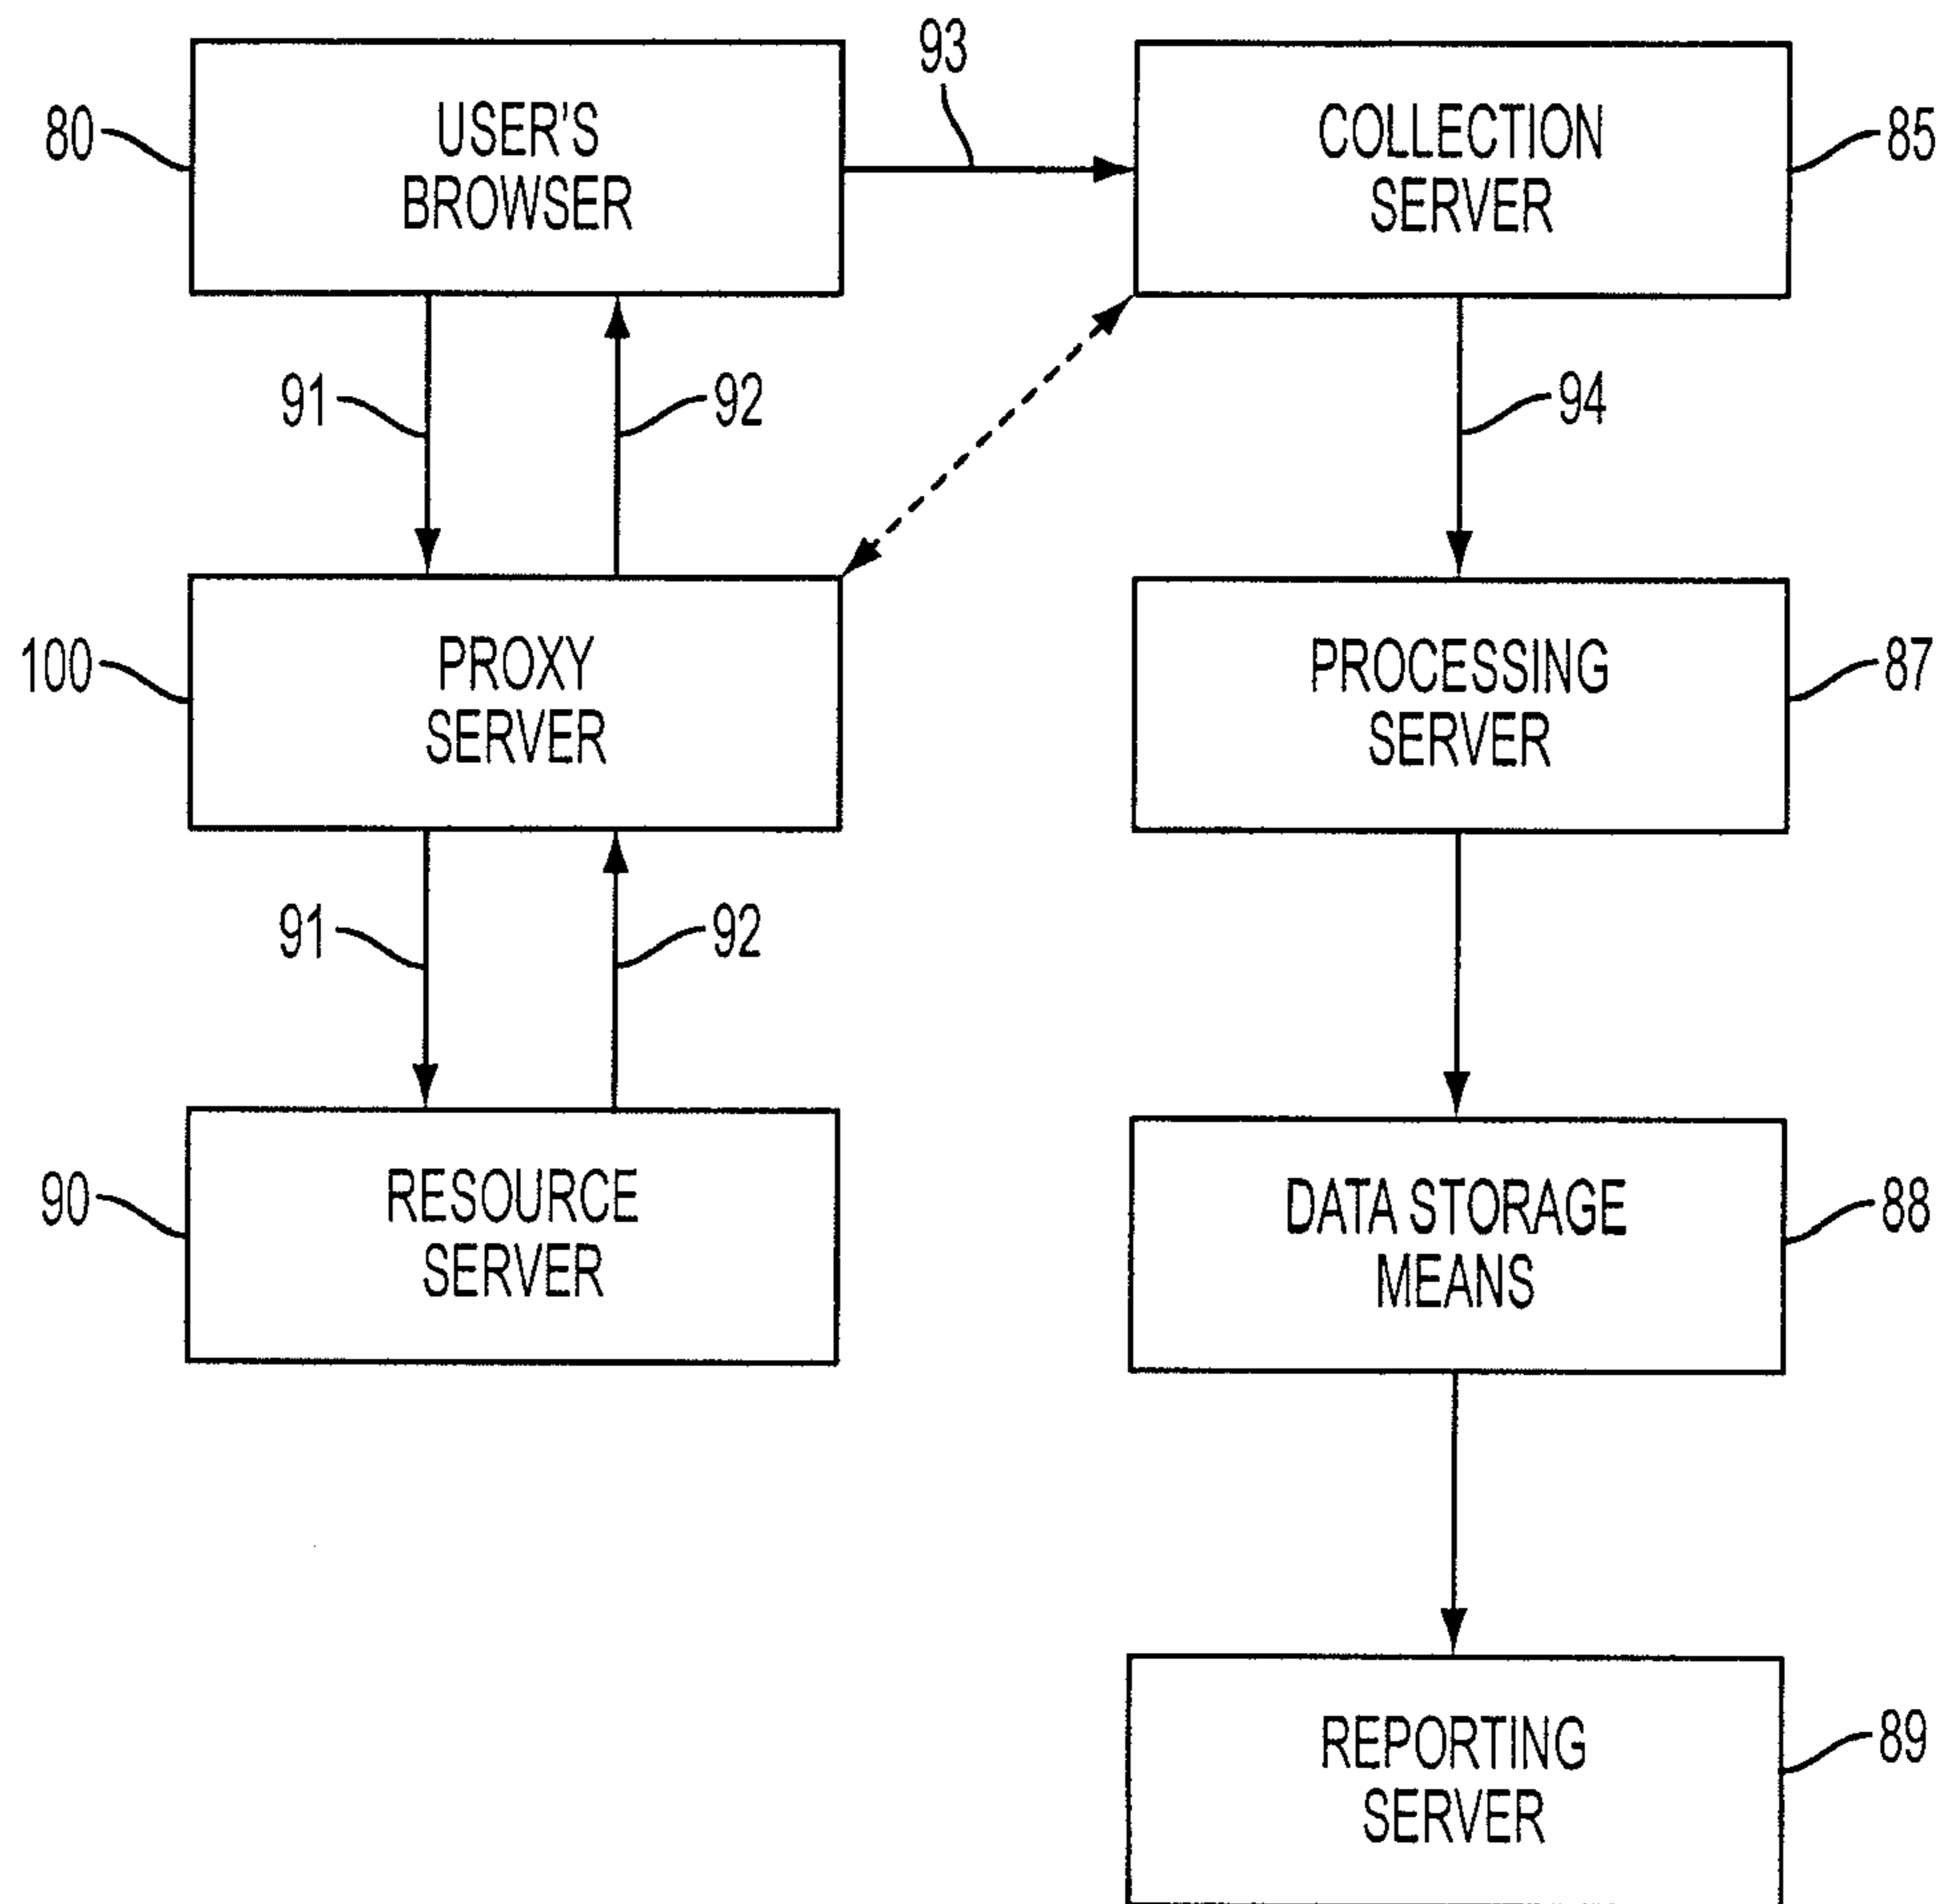 93
80
USER'S
BROWSER
COLLECTION
SERVER
85
91
92
94
100
PROXY
SERVER
PROCESSING
SERVER
87
91
92
90
RESOURCE
SERVER
DATA STORAGE
MEANS
88
REPORTING
SERVER
89